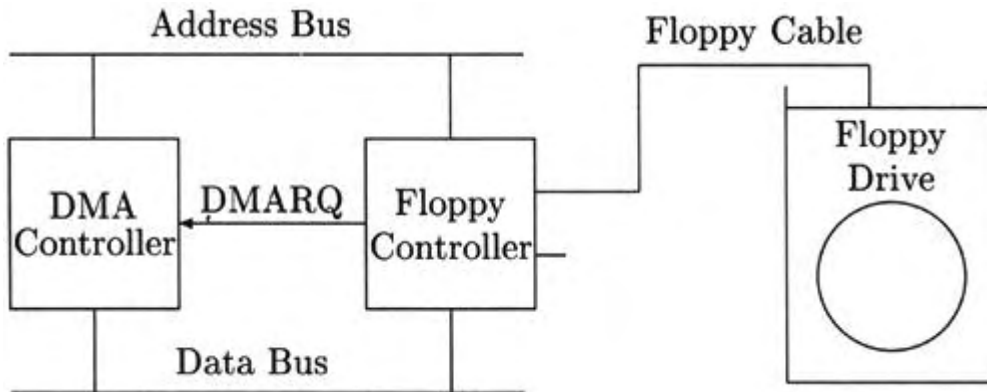 Address Bus
Floppy Cable
DMA
Controller
DMARQ
Floppy
Controller
Floppy
Drive
Data Bus